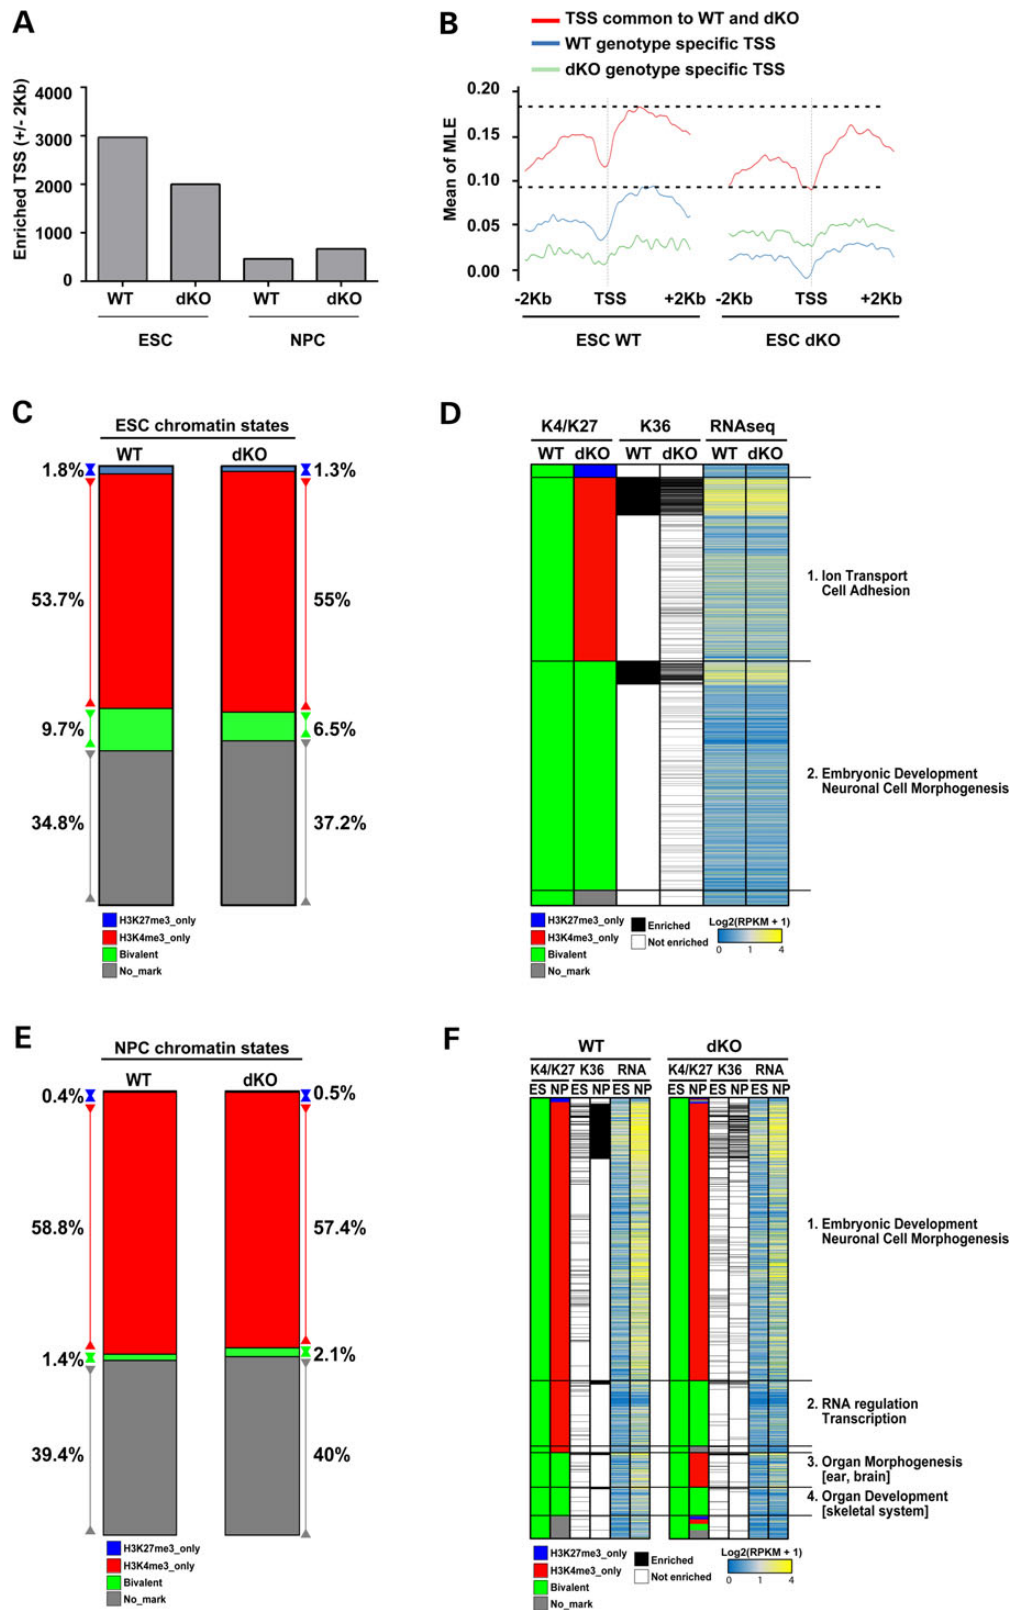 A
Enriched TSS (+/- 2Kb)
4000
3000
2000
1000
0
WT
dKO
WT
dKO
ESC
NPC
B
TSS common to WT and dKO
WT genotype specific TSS
dKO genotype specific TSS
Mean of MLE
0.20
0.15
0.10
0.05
0.00
-2Kb
TSS
+2Kb
-2Kb
TSS
+2Kb
ESC WT
ESC dKO
C
ESC chromatin states
WT
dKO
1.8%
1.3%
53.7%
55%
9.7%
6.5%
34.8%
37.2%
H3K27me3_only
H3K4me3_only
Bivalent
No_mark
D
K4/K27
K36
RNAseq
WT dKO WT dKO WT dKO
1. Ion Transport
Cell Adhesion
2. Embryonic Development
Neuronal Cell Morphogenesis
H3K27me3_only
H3K4me3_only
Bivalent
No_mark
Enriched
Not enriched
Log2(RPKM + 1)
0 1 4
E
NPC chromatin states
WT
dKO
0.4%
0.5%
58.8%
57.4%
1.4%
2.1%
39.4%
40%
H3K27me3_only
H3K4me3_only
Bivalent
No_mark
F
WT
dKO
K4/K27 K36 RNA
K4/K27 K36 RNA
ES NP ES NP ES NP
ES NP ES NP ES NP
1. Embryonic Development
Neuronal Cell Morphogenesis
2. RNA regulation
Transcription
3. Organ Morphogenesis
[ear, brain]
4. Organ Development
[skeletal system]
H3K27me3_only
H3K4me3_only
Bivalent
No_mark
Enriched
Not enriched
Log2(RPKM + 1)
0 1 4